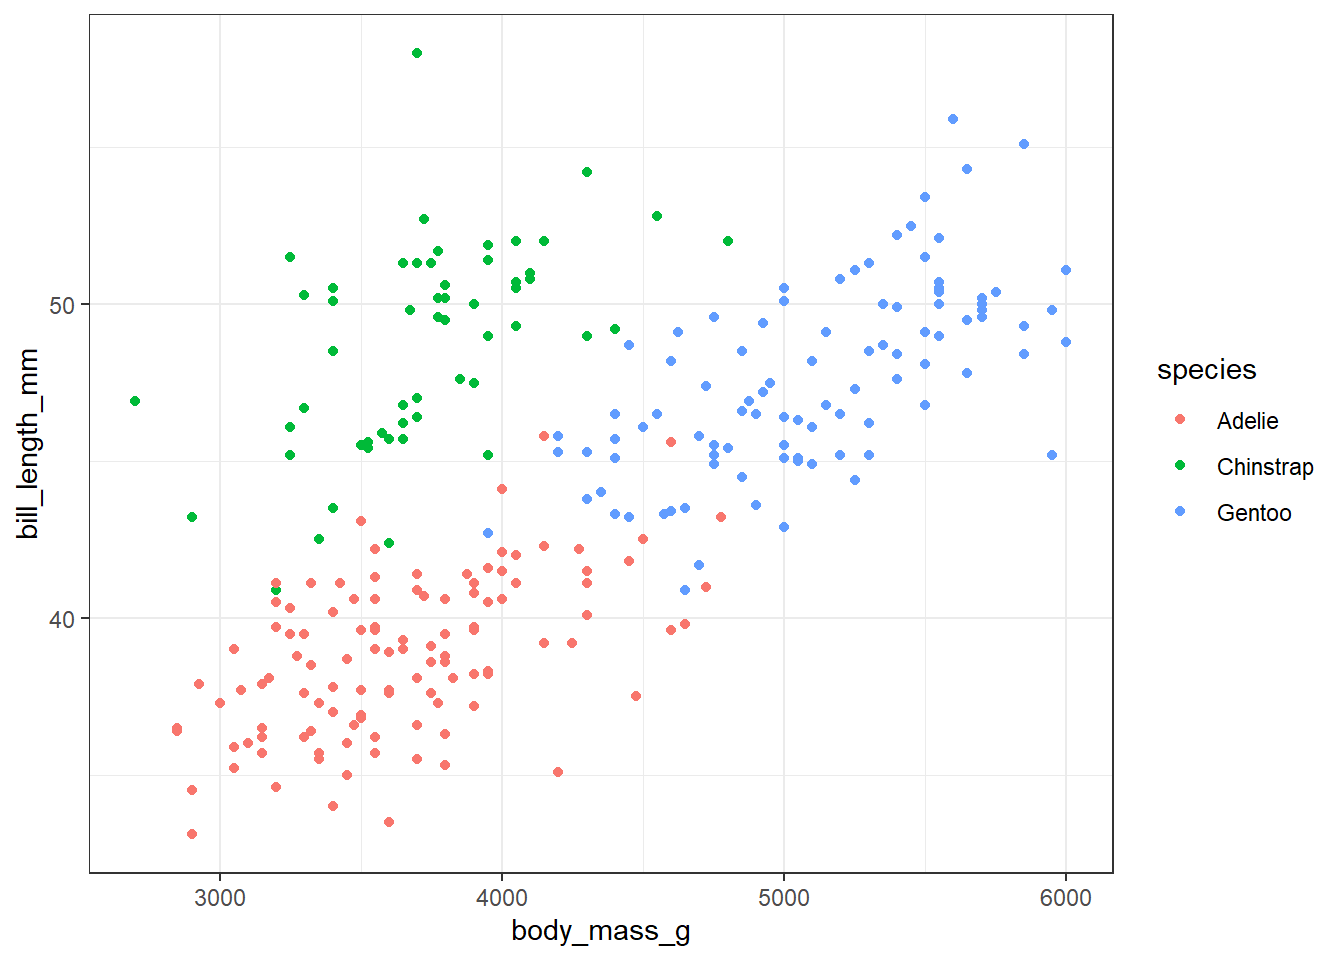 bill_length_mm
50
40
3000
4000
5000
6000
body_mass_g
species
Adelie
Chinstrap
Gentoo